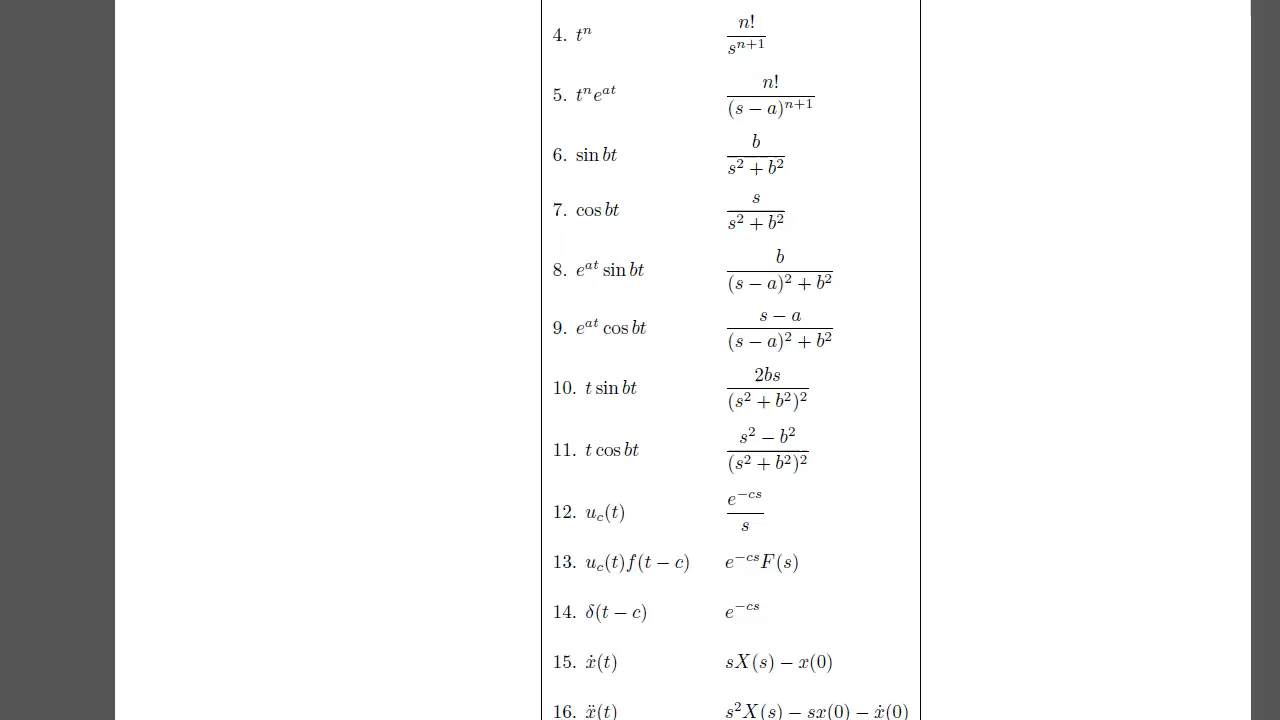 4. tⁿ n!/sⁿ⁺¹
5. tⁿeᵃᵗ n!/(s − a)ⁿ⁺¹
6. sin bt b/(s² + b²)
7. cos bt s/(s² + b²)
8. eᵃᵗ sin bt b/((s − a)² + b²)
9. eᵃᵗ cos bt (s − a)/((s − a)² + b²)
10. t sin bt 2bs/(s² + b²)²
11. t cos bt (s² − b²)/(s² + b²)²
12. u_c(t) e^{−cs}/s
13. u_c(t)f(t − c) e^{−cs}F(s)
14. δ(t − c) e^{−cs}
15. ẋ(t) sX(s) − x(0)
16. ẍ(t) s²X(s) − sx(0) − ẋ(0)